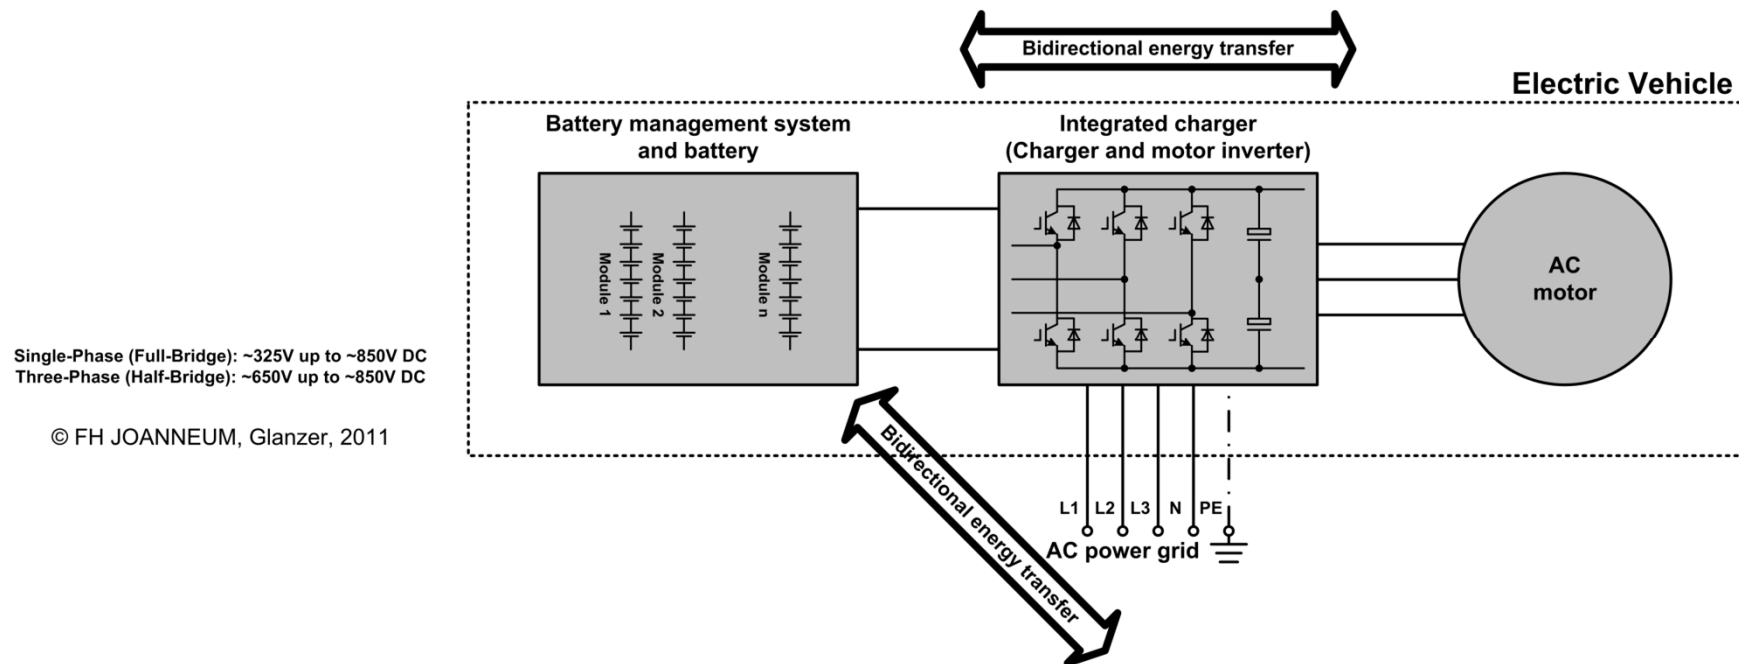 Bidirectional energy transfer
Electric Vehicle
Battery management system
and battery
Integrated charger
(Charger and motor inverter)
Module 1
Module 2
Module n
AC
motor
Single-Phase (Full-Bridge): ~325V up to ~850V DC
Three-Phase (Half-Bridge): ~650V up to ~850V DC
© FH JOANNEUM, Glanzer, 2011
Bidirectional energy transfer
L1 L2 L3 N PE
AC power grid